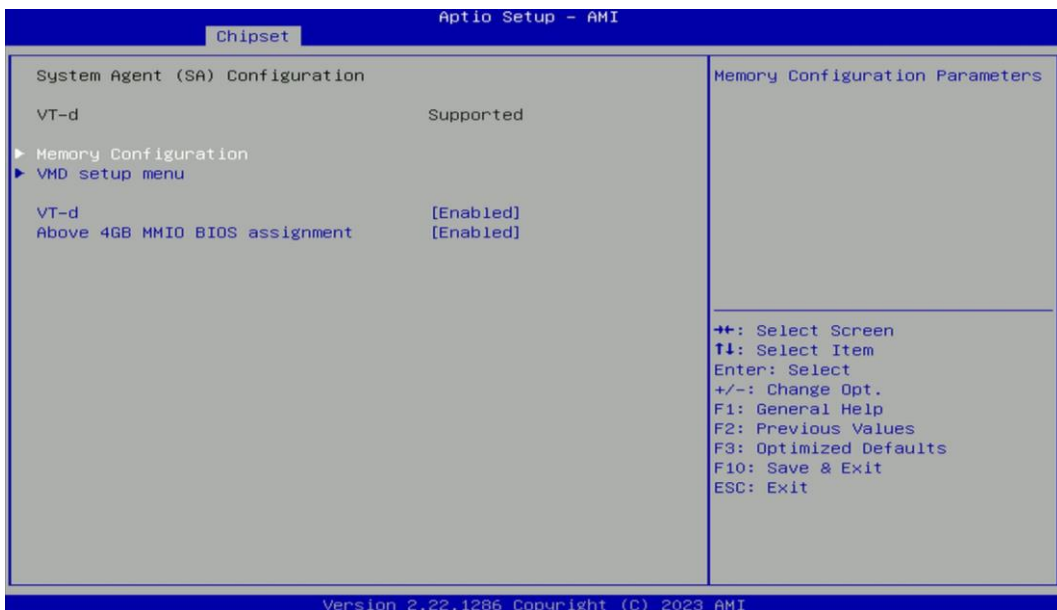 Aptio Setup - AMI
Chipset
System Agent (SA) Configuration
VT-d Supported
Memory Configuration
VMD setup menu
VT-d [Enabled]
Above 4GB MMIO BIOS assignment [Enabled]
Memory Configuration Parameters
→←: Select Screen
↑↓: Select Item
Enter: Select
+/-: Change Opt.
F1: General Help
F2: Previous Values
F3: Optimized Defaults
F10: Save & Exit
ESC: Exit
Version 2.22.1286 Copyright (C) 2023 AMI